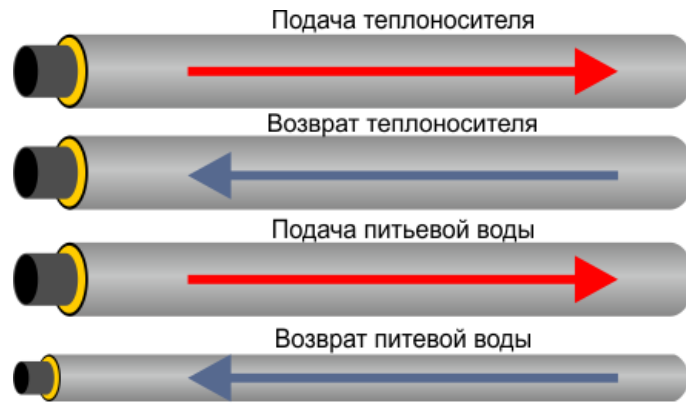 Подача теплоносителя
Возврат теплоносителя
Подача питьевой воды
Возврат питевой воды